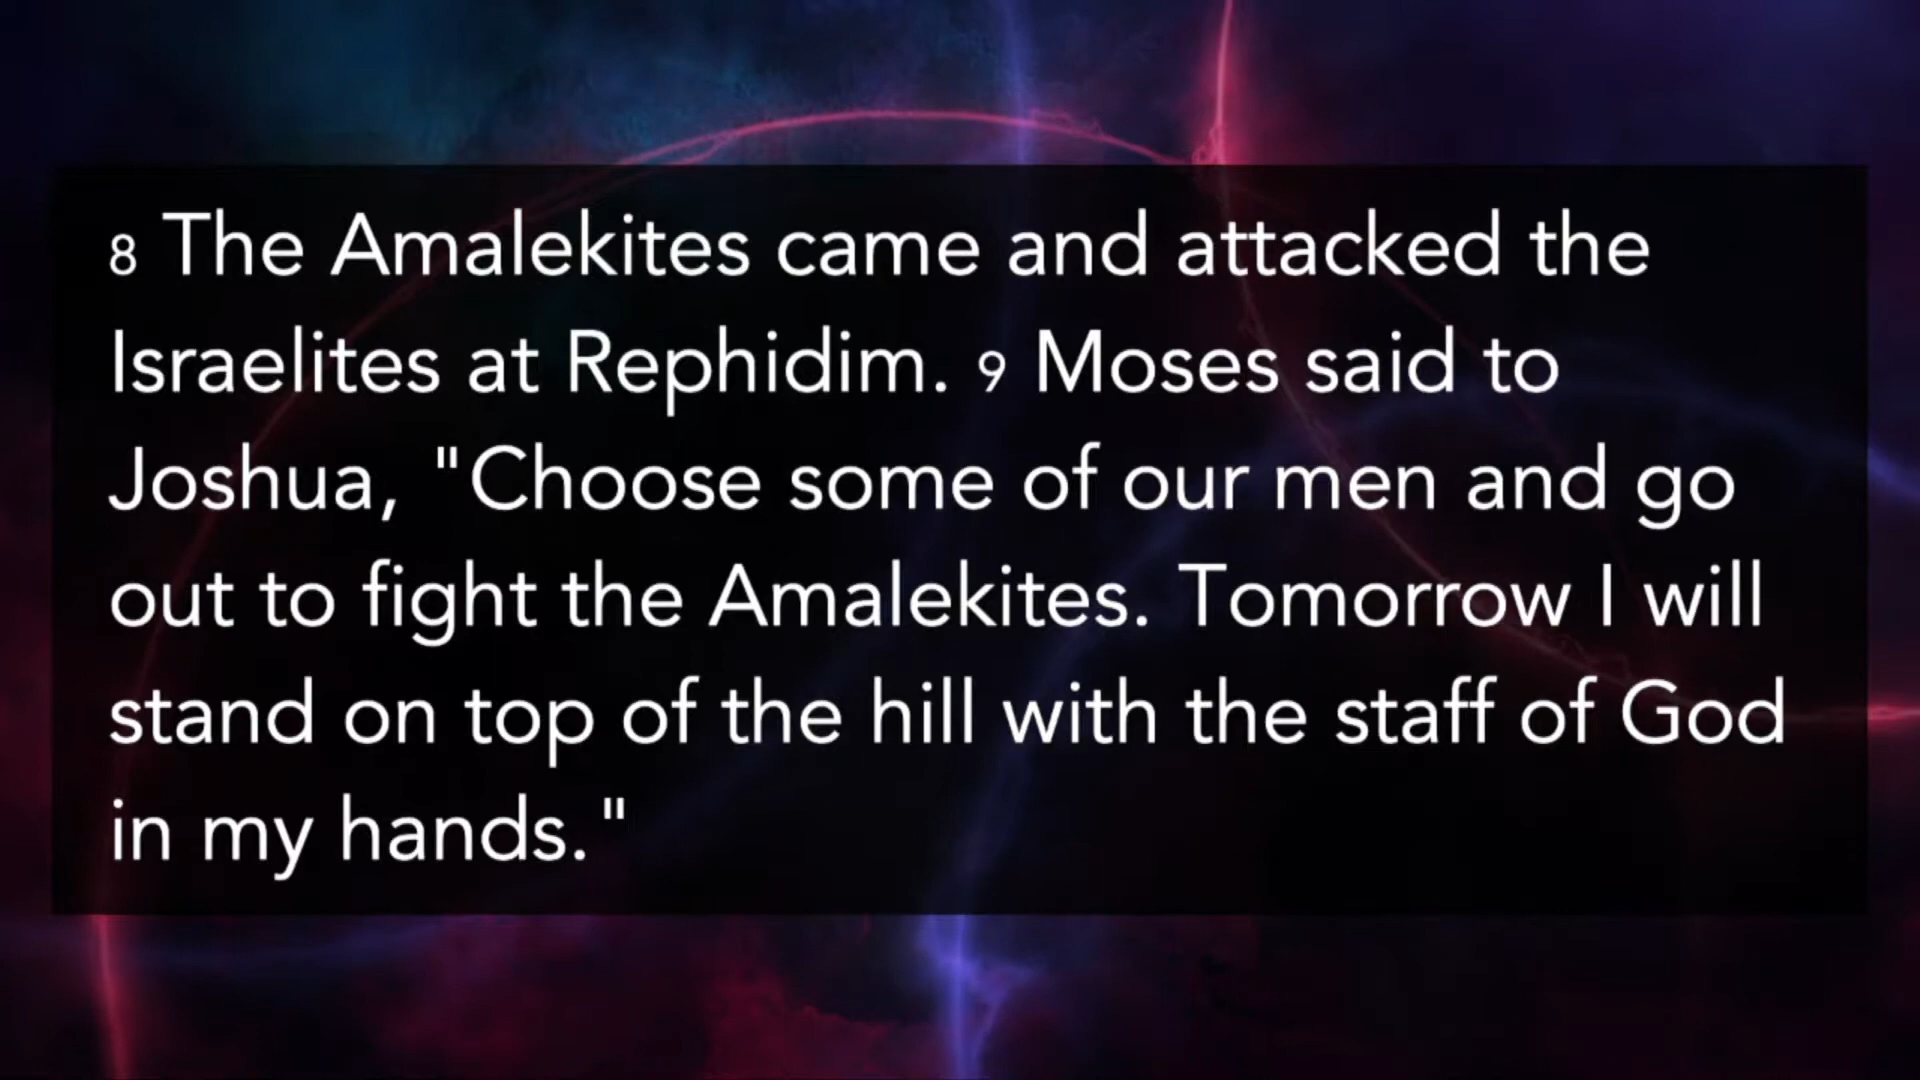 8 The Amalekites came and attacked the
Israelites at Rephidim. 9 Moses said to
Joshua, "Choose some of our men and go
out to fight the Amalekites. Tomorrow I will
stand on top of the hill with the staff of God
in my hands."